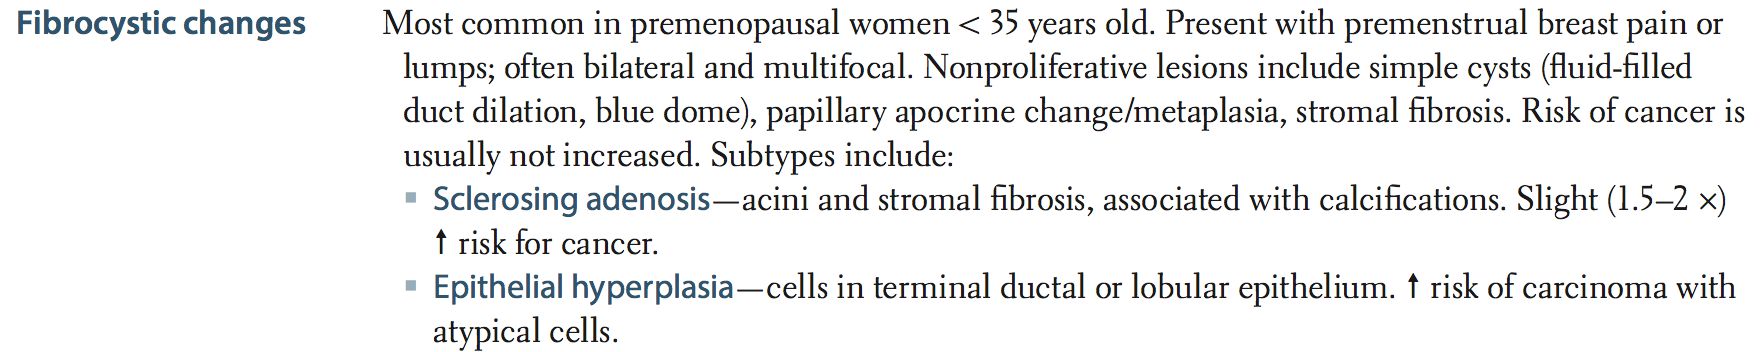 Fibrocystic changes
Most common in premenopausal women < 35 years old. Present with premenstrual breast pain or
lumps; often bilateral and multifocal. Nonproliferative lesions include simple cysts (fluid-filled
duct dilation, blue dome), papillary apocrine change/metaplasia, stromal fibrosis. Risk of cancer is
usually not increased. Subtypes include:
▪ Sclerosing adenosis—acini and stromal fibrosis, associated with calcifications. Slight (1.5–2 ×)
↑ risk for cancer.
▪ Epithelial hyperplasia—cells in terminal ductal or lobular epithelium. ↑ risk of carcinoma with
atypical cells.